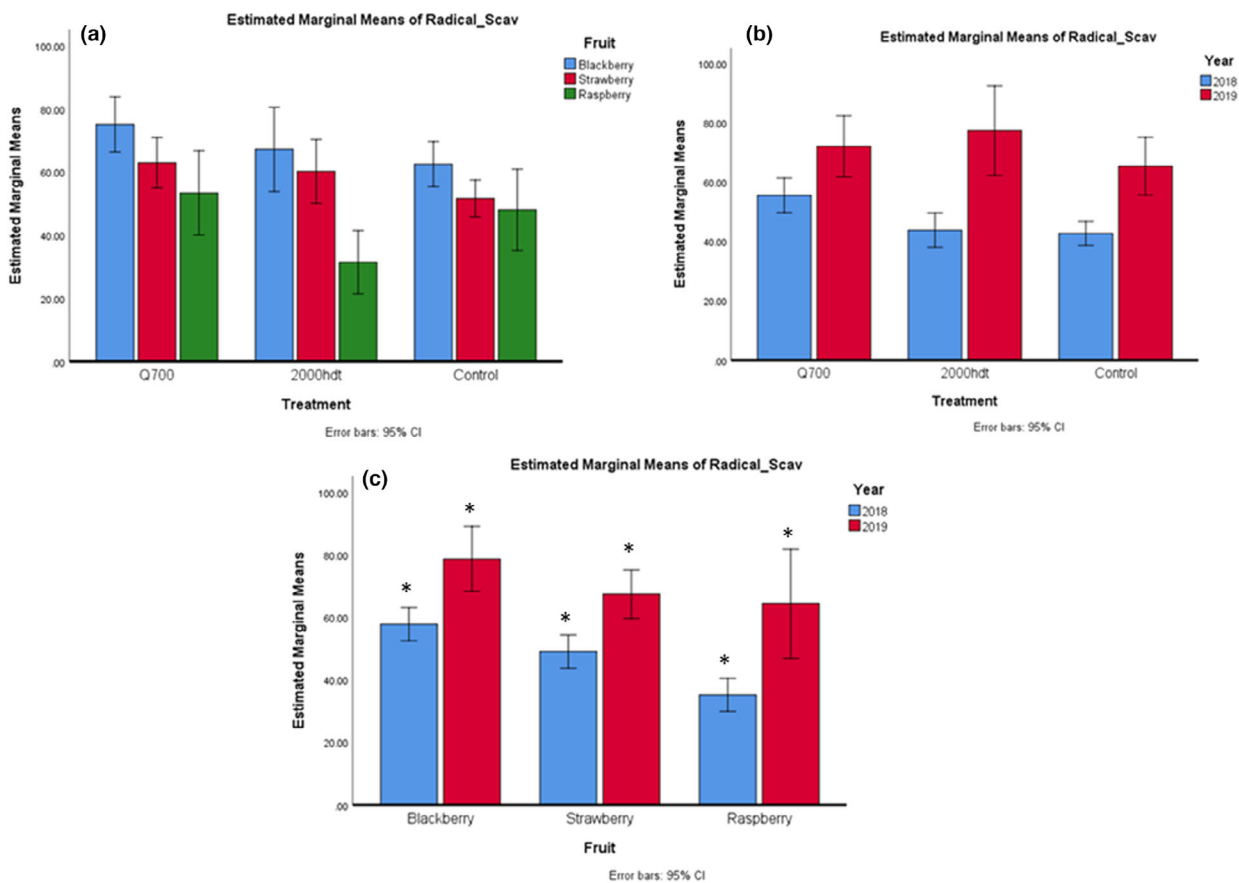 (a)
Estimated Marginal Means of Radical_Scav
Fruit
Blackberry
Strawberry
Raspberry
Estimated Marginal Means
100.00
80.00
60.00
40.00
20.00
.00
Q700 2000hdt Control
Treatment
Error bars: 95% CI
(b)
Estimated Marginal Means of Radical_Scav
Year
2018
2019
Estimated Marginal Means
100.00
80.00
60.00
40.00
20.00
.00
Q700 2000hdt Control
Treatment
Error bars: 95% CI
(c)
Estimated Marginal Means of Radical_Scav
Year
2018
2019
Estimated Marginal Means
100.00
80.00
60.00
40.00
20.00
.00
* * * * * *
Blackberry Strawberry Raspberry
Fruit
Error bars: 95% CI